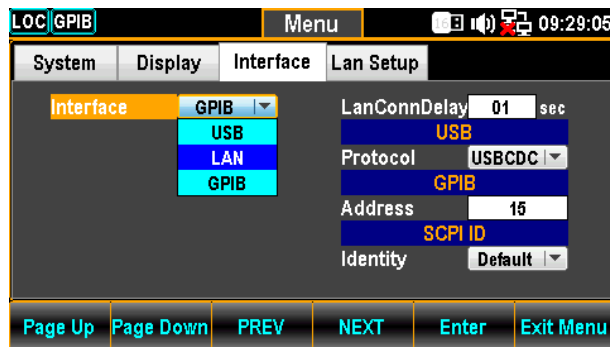 LOC GPIB Menu 16 09:29:05
System Display Interface Lan Setup
Interface GPIB LanConnDelay 01 sec
USB USB
LAN Protocol USBCDC
GPIB GPIB
Address 15
SCPI ID
Identity Default
Page Up Page Down PREV NEXT Enter Exit Menu